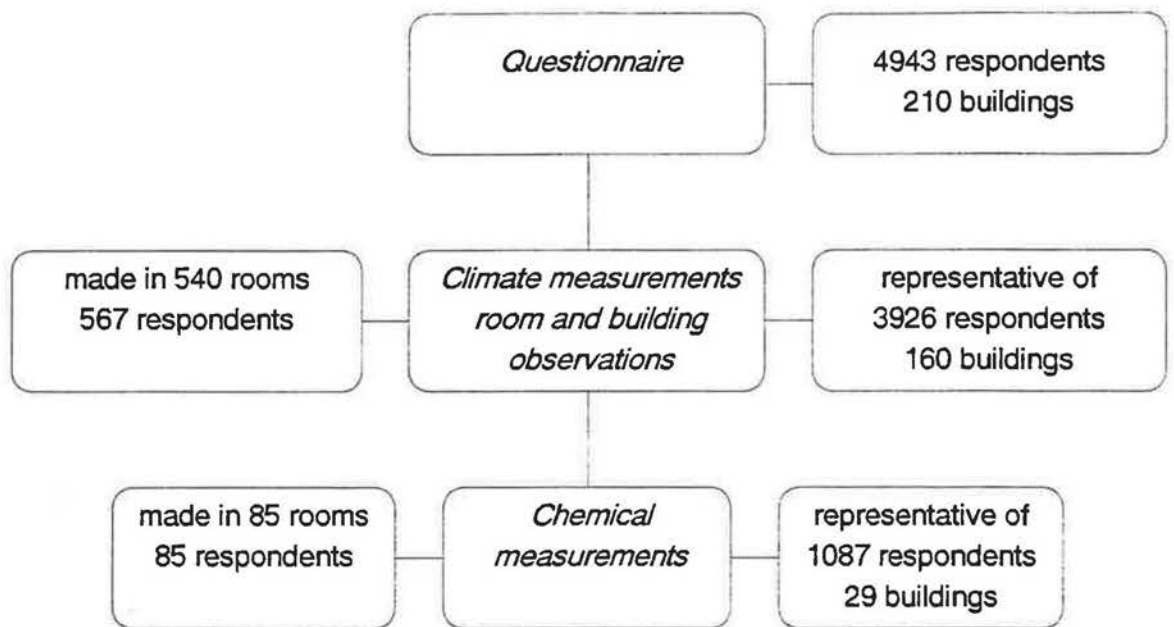 Questionnaire
4943 respondents
210 buildings
made in 540 rooms
567 respondents
Climate measurements
room and building
observations
representative of
3926 respondents
160 buildings
made in 85 rooms
85 respondents
Chemical
measurements
representative of
1087 respondents
29 buildings